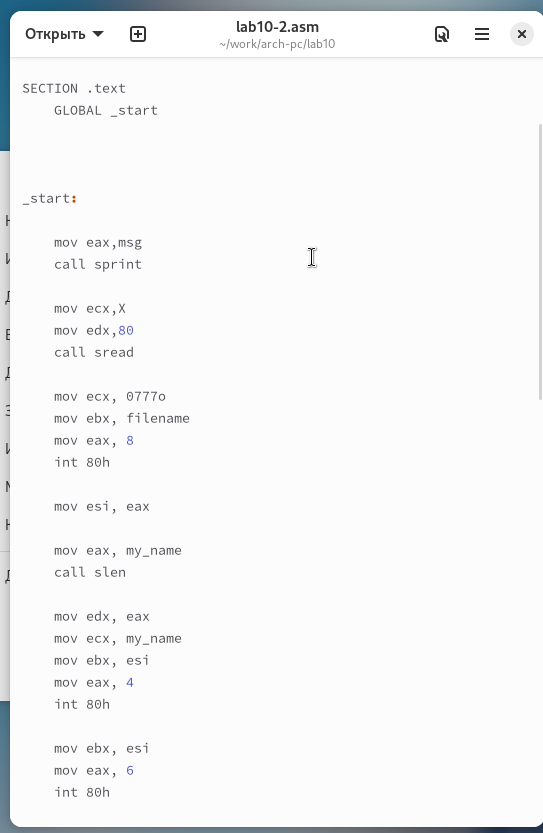 Открыть
lab10-2.asm
~/work/arch-pc/lab10
SECTION .text
GLOBAL _start
_start:
mov eax,msg
call sprint
mov ecx,X
mov edx,80
call sread
mov ecx, 0777o
mov ebx, filename
mov eax, 8
int 80h
mov esi, eax
mov eax, my_name
call slen
mov edx, eax
mov ecx, my_name
mov ebx, esi
mov eax, 4
int 80h
mov ebx, esi
mov eax, 6
int 80h